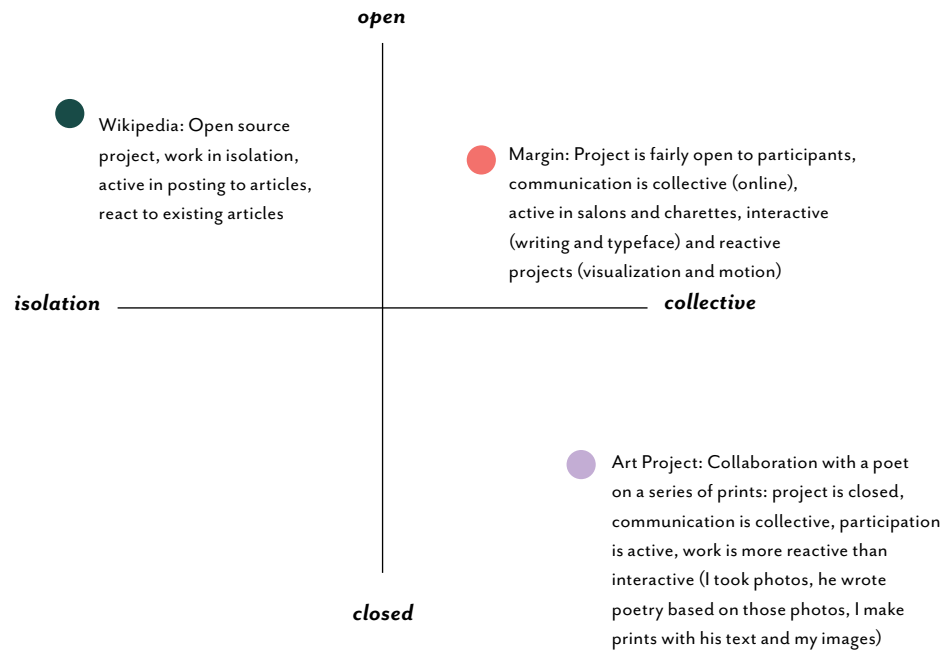 open
Wikipedia: Open source
project, work in isolation,
active in posting to articles,
react to existing articles
Margin: Project is fairly open to participants,
communication is collective (online),
active in salons and charettes, interactive
(writing and typeface) and reactive
projects (visualization and motion)
isolation
collective
Art Project: Collaboration with a poet
on a series of prints: project is closed,
communication is collective, participation
is active, work is more reactive than
interactive (I took photos, he wrote
poetry based on those photos, I make
prints with his text and my images)
closed